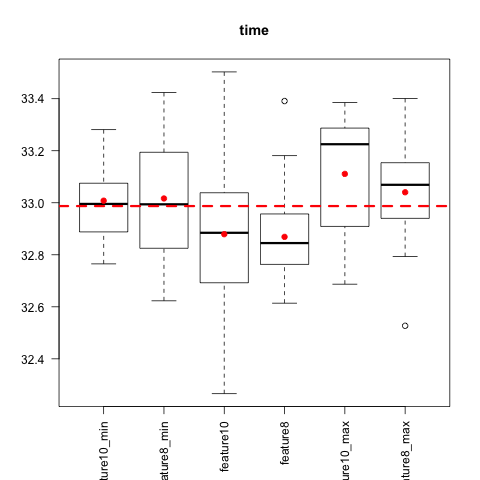 time
33.4
33.2
33.0
32.8
32.6
32.4
ture10_min
ature8_min
feature10
feature8
ure10_max
ture8_max